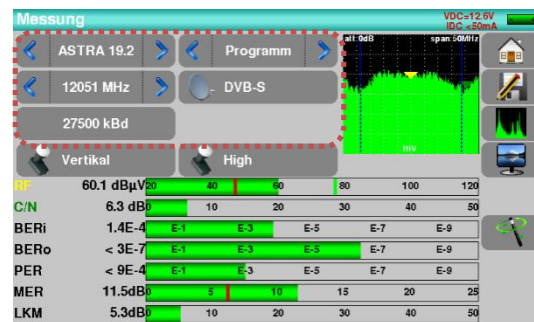 Messung
VDC=12.6V
IDC <50mA
ASTRA 19.2
Programm
12051 MHz
DVB-S
27500 kBd
att:0dB
span:50MHz
Vertikal
High
RF 60.1 dBµV 20 40 60 80 100 120
C/N 6.3 dB 0 10 20 30 40 50
BERi 1.4E-4 E-1 E-3 E-5 E-7 E-9
BERo < 3E-7 E-1 E-3 E-5 E-7 E-9
PER < 9E-4 E-1 E-3 E-5 E-7 E-9
MER 11.5dB 0 5 10 15 20 25
LKM 5.3dB 0 10 20 30 40 50